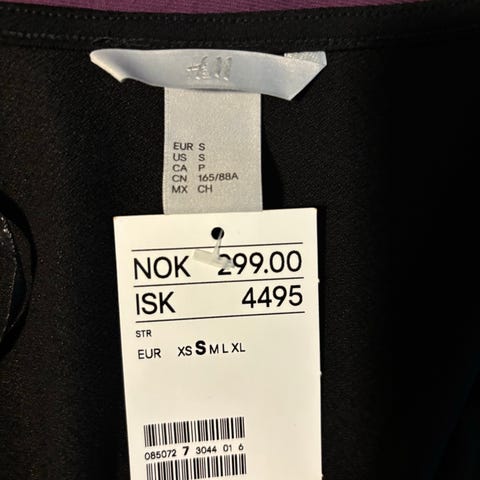 H&M
EUR S
US S
CA P
CN 165/88A
MX CH
NOK 299.00
ISK 4495
STR
EUR XS S M L XL
085072 7 3044 01 6